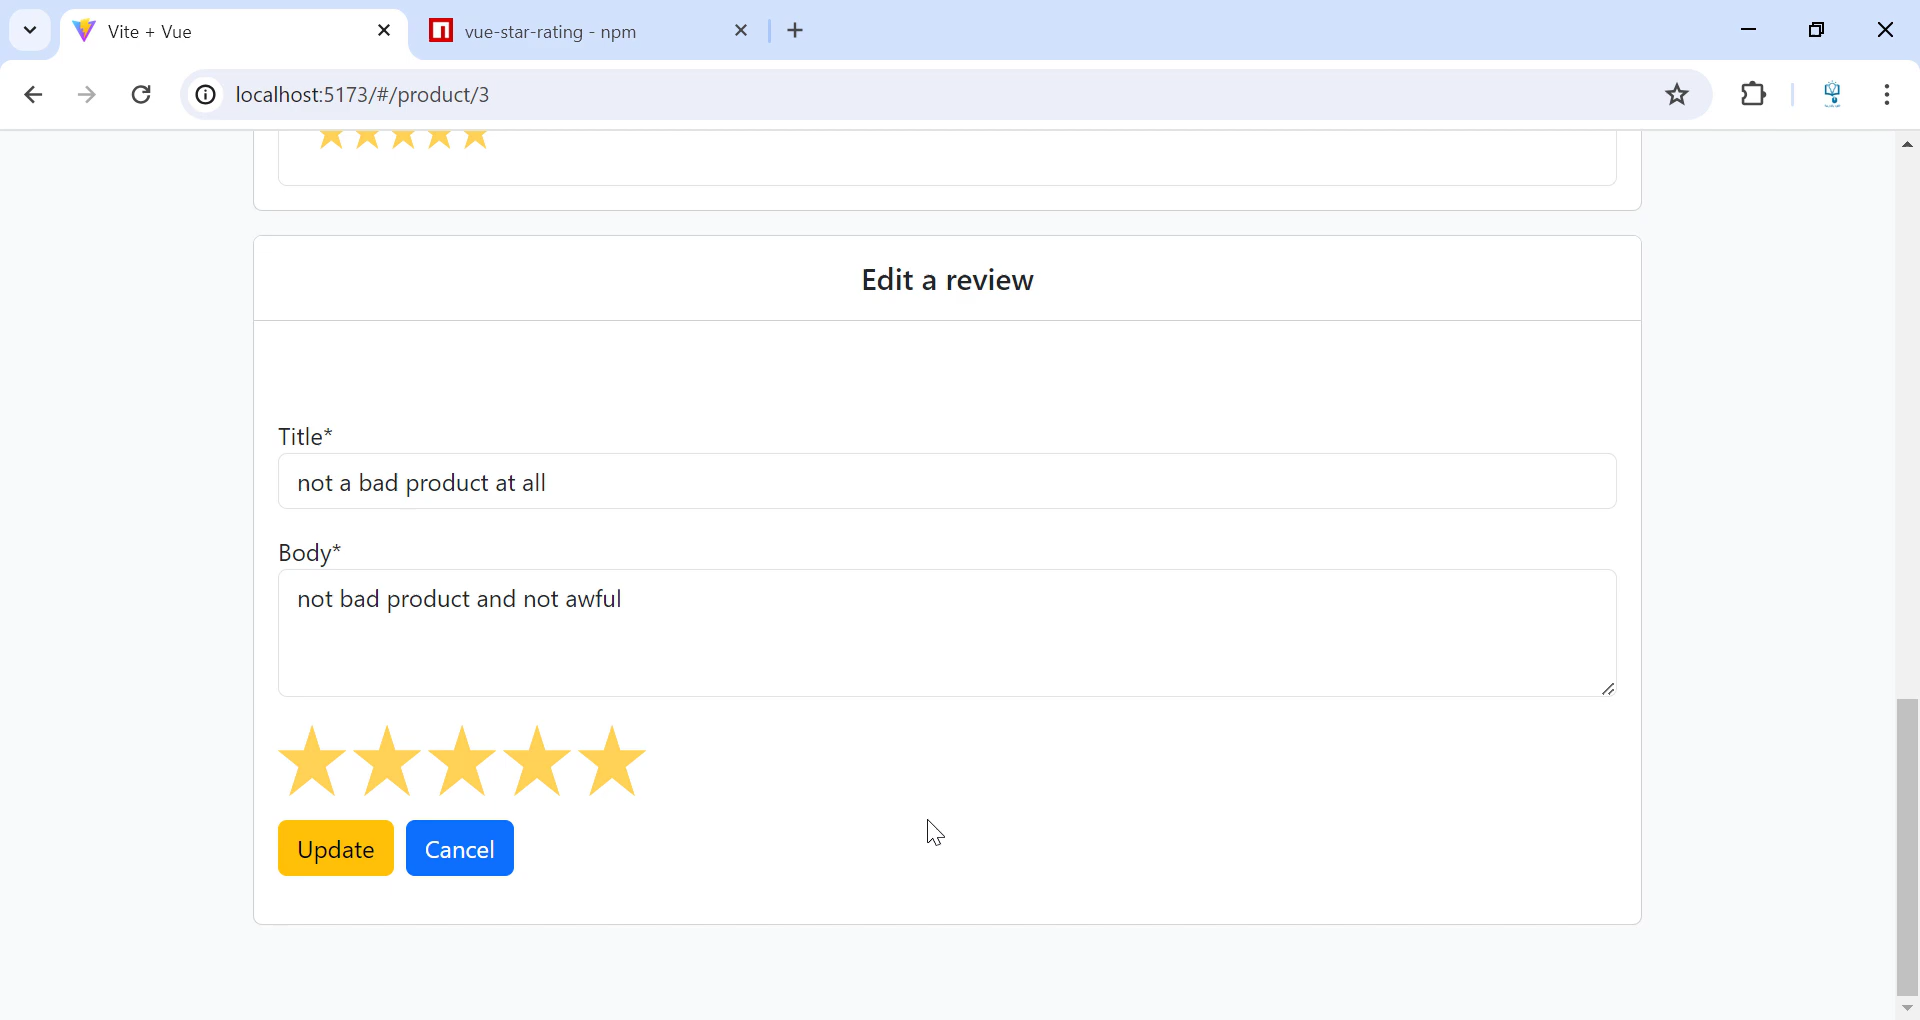 Vite + Vue
vue-star-rating - npm
localhost:5173/#/product/3
Edit a review
Title*
not a bad product at all
Body*
not bad product and not awful
Update
Cancel